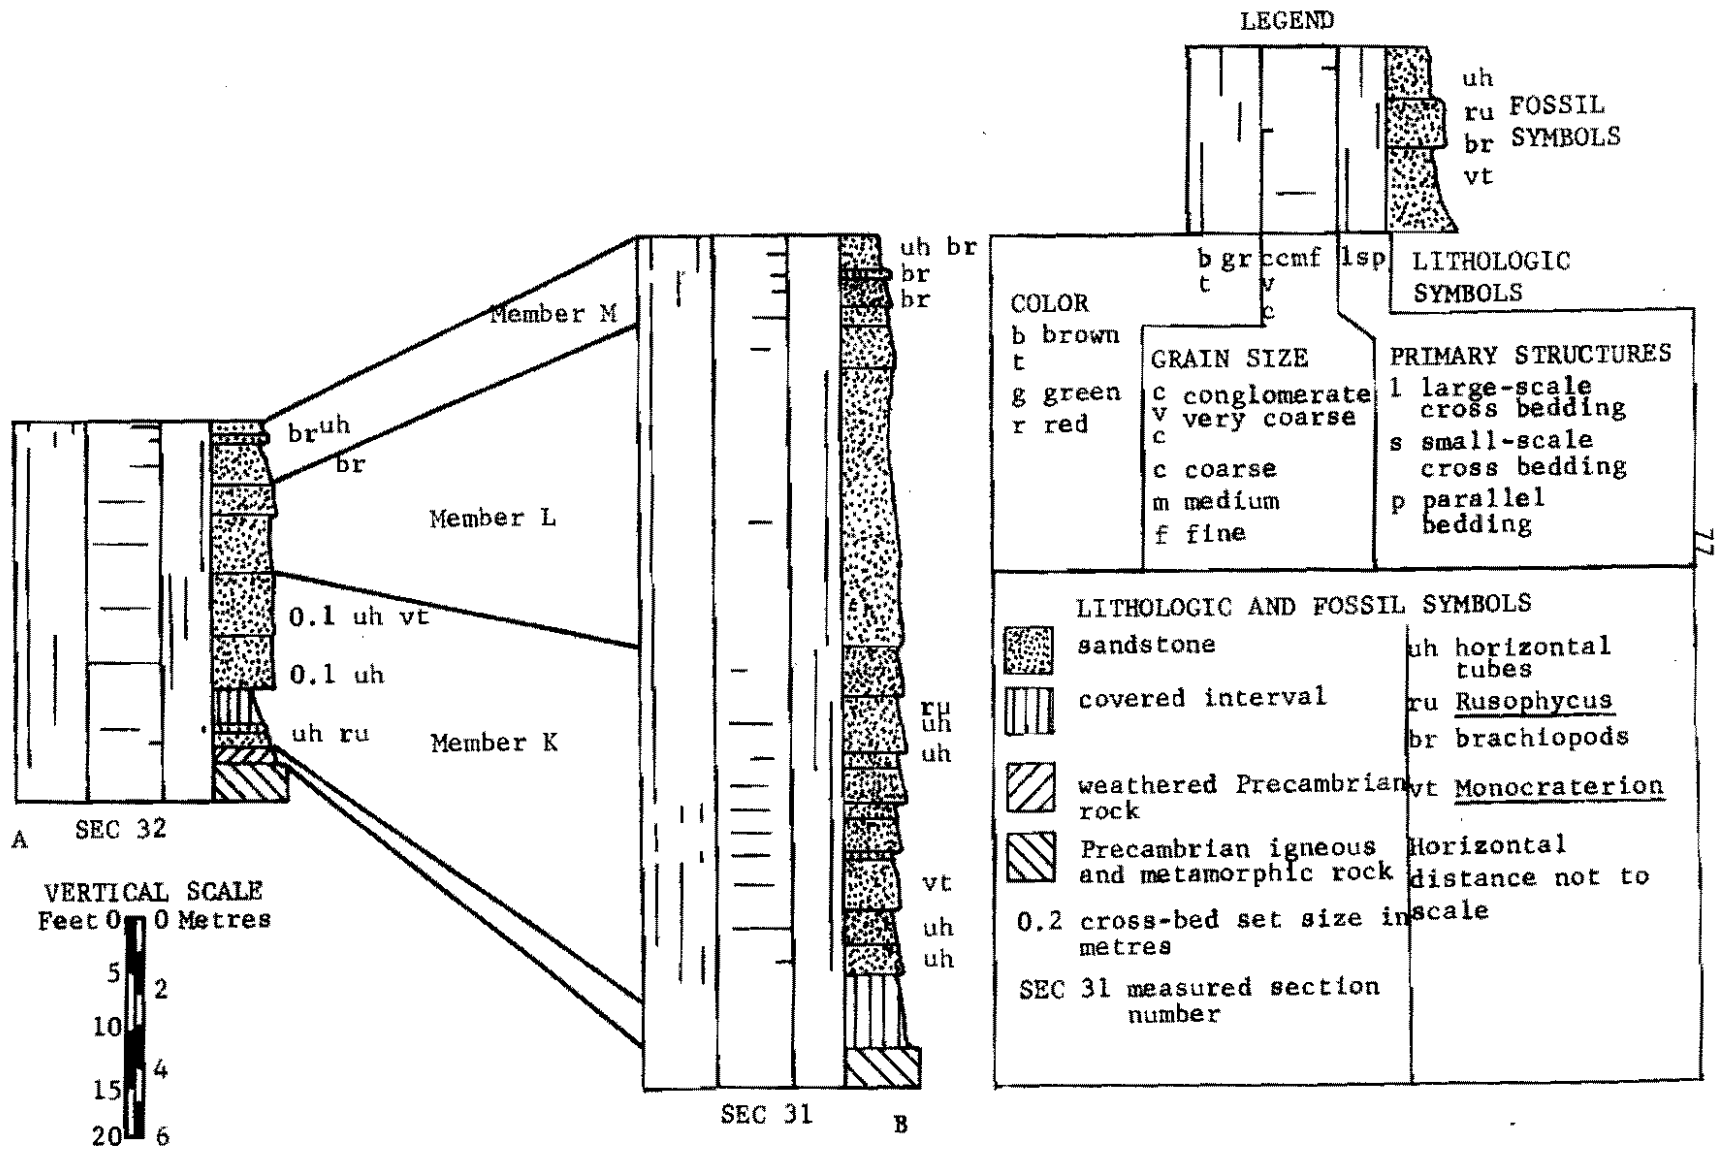 LEGEND
uh
ru FOSSIL
br SYMBOLS
vt
b gr ccmf lsp
t v
c
LITHOLOGIC
SYMBOLS
COLOR
b brown
t
g green
r red
GRAIN SIZE
c conglomerate
v very coarse
c
c coarse
m medium
f fine
PRIMARY STRUCTURES
l large-scale
cross bedding
s small-scale
cross bedding
p parallel
bedding
77
LITHOLOGIC AND FOSSIL SYMBOLS
sandstone
covered interval
weathered Precambrian
rock
Precambrian igneous
and metamorphic rock
0.2 cross-bed set size in
metres
SEC 31 measured section
number
uh horizontal
tubes
ru Rusophycus
br brachiopods
vt Monocraterion
Horizontal
distance not to
scale
Member M
Member L
Member K
br uh
br
0.1 uh vt
0.1 uh
uh ru
A
SEC 32
uh br
br
br
ru
uh
uh
vt
uh
uh
SEC 31
B
VERTICAL SCALE
Feet 0 0 Metres
5
2
10
4
15
20 6